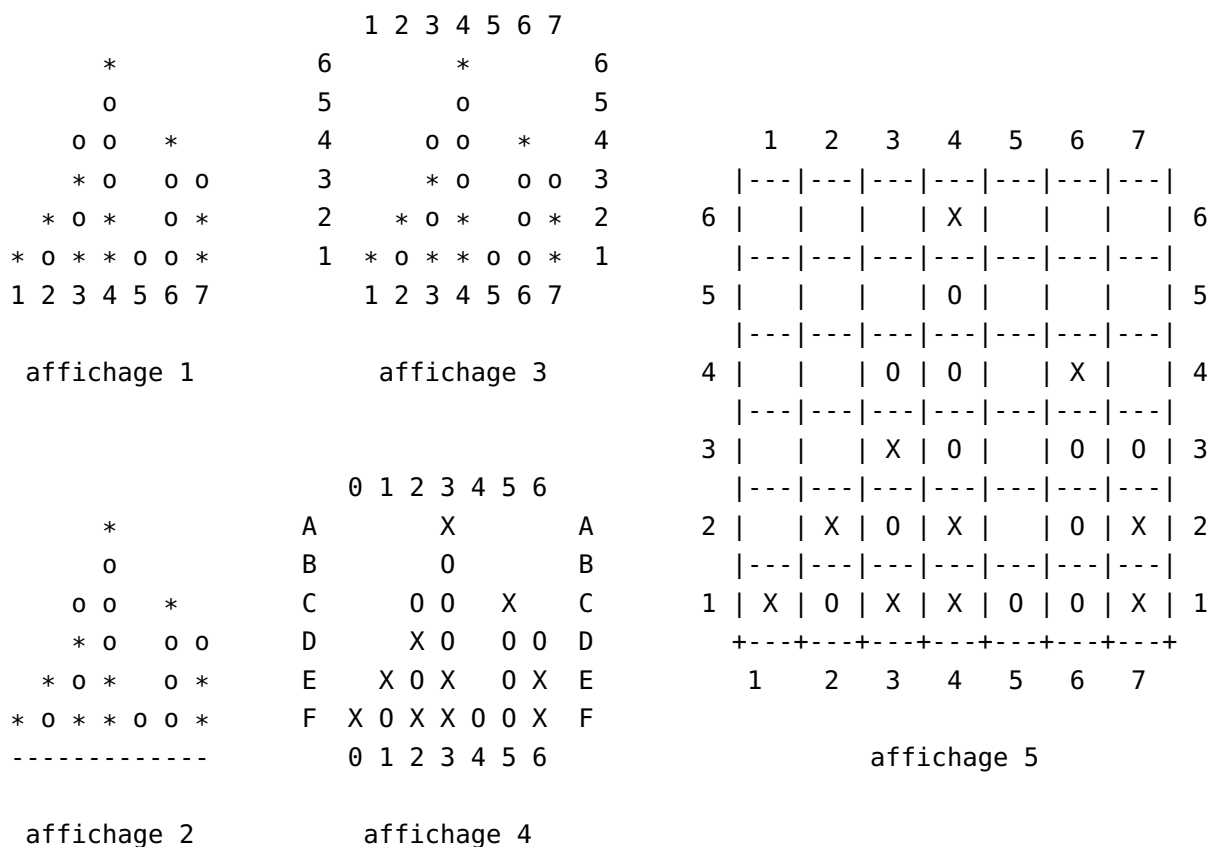 *
      o
    o o   *
    * o   o o
  * o *   o *
* o * * o o *
1 2 3 4 5 6 7
affichage 1
      *
      o
    o o   *
    * o   o o
  * o *   o *
* o * * o o *
-------------
affichage 2
   1 2 3 4 5 6 7
6        *        6
5        o        5
4      o o   *    4
3      * o   o o  3
2    * o *   o *  2
1  * o * * o o *  1
   1 2 3 4 5 6 7
affichage 3
   0 1 2 3 4 5 6
A        X        A
B        O        B
C      O O   X    C
D      X O   O O  D
E    X O X   O X  E
F  X O X X O O X  F
   0 1 2 3 4 5 6
affichage 4
    1   2   3   4   5   6   7
  |---|---|---|---|---|---|---|
6 |   |   |   | X |   |   |   | 6
  |---|---|---|---|---|---|---|
5 |   |   |   | O |   |   |   | 5
  |---|---|---|---|---|---|---|
4 |   |   | O | O |   | X |   | 4
  |---|---|---|---|---|---|---|
3 |   |   | X | O |   | O | O | 3
  |---|---|---|---|---|---|---|
2 |   | X | O | X |   | O | X | 2
  |---|---|---|---|---|---|---|
1 | X | O | X | X | O | O | X | 1
  +---+---+---+---+---+---+---+
    1   2   3   4   5   6   7
affichage 5